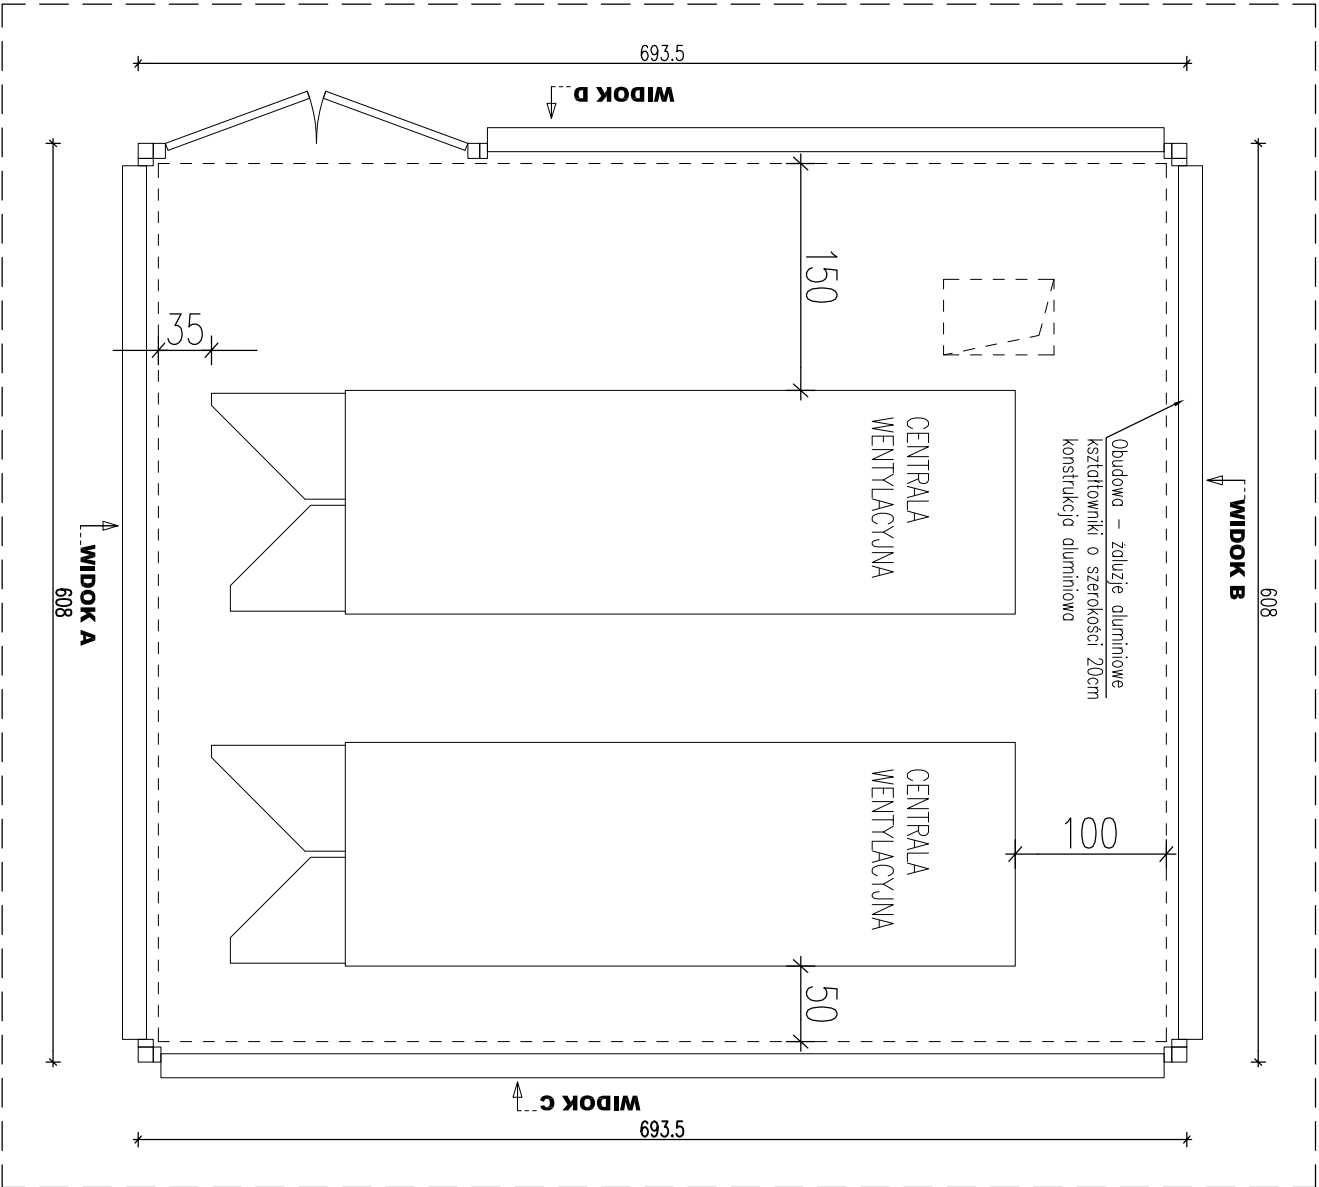 693.5
WIDOK D
150
35
CENTRALA
WENTYLACYJNA
Obudowa - żaluzje aluminiowe
kształtowniki o szerokości 20cm
konstrukcja aluminiowa
WIDOK B
608
WIDOK A
608
CENTRALA
WENTYLACYJNA
100
50
WIDOK C
693.5